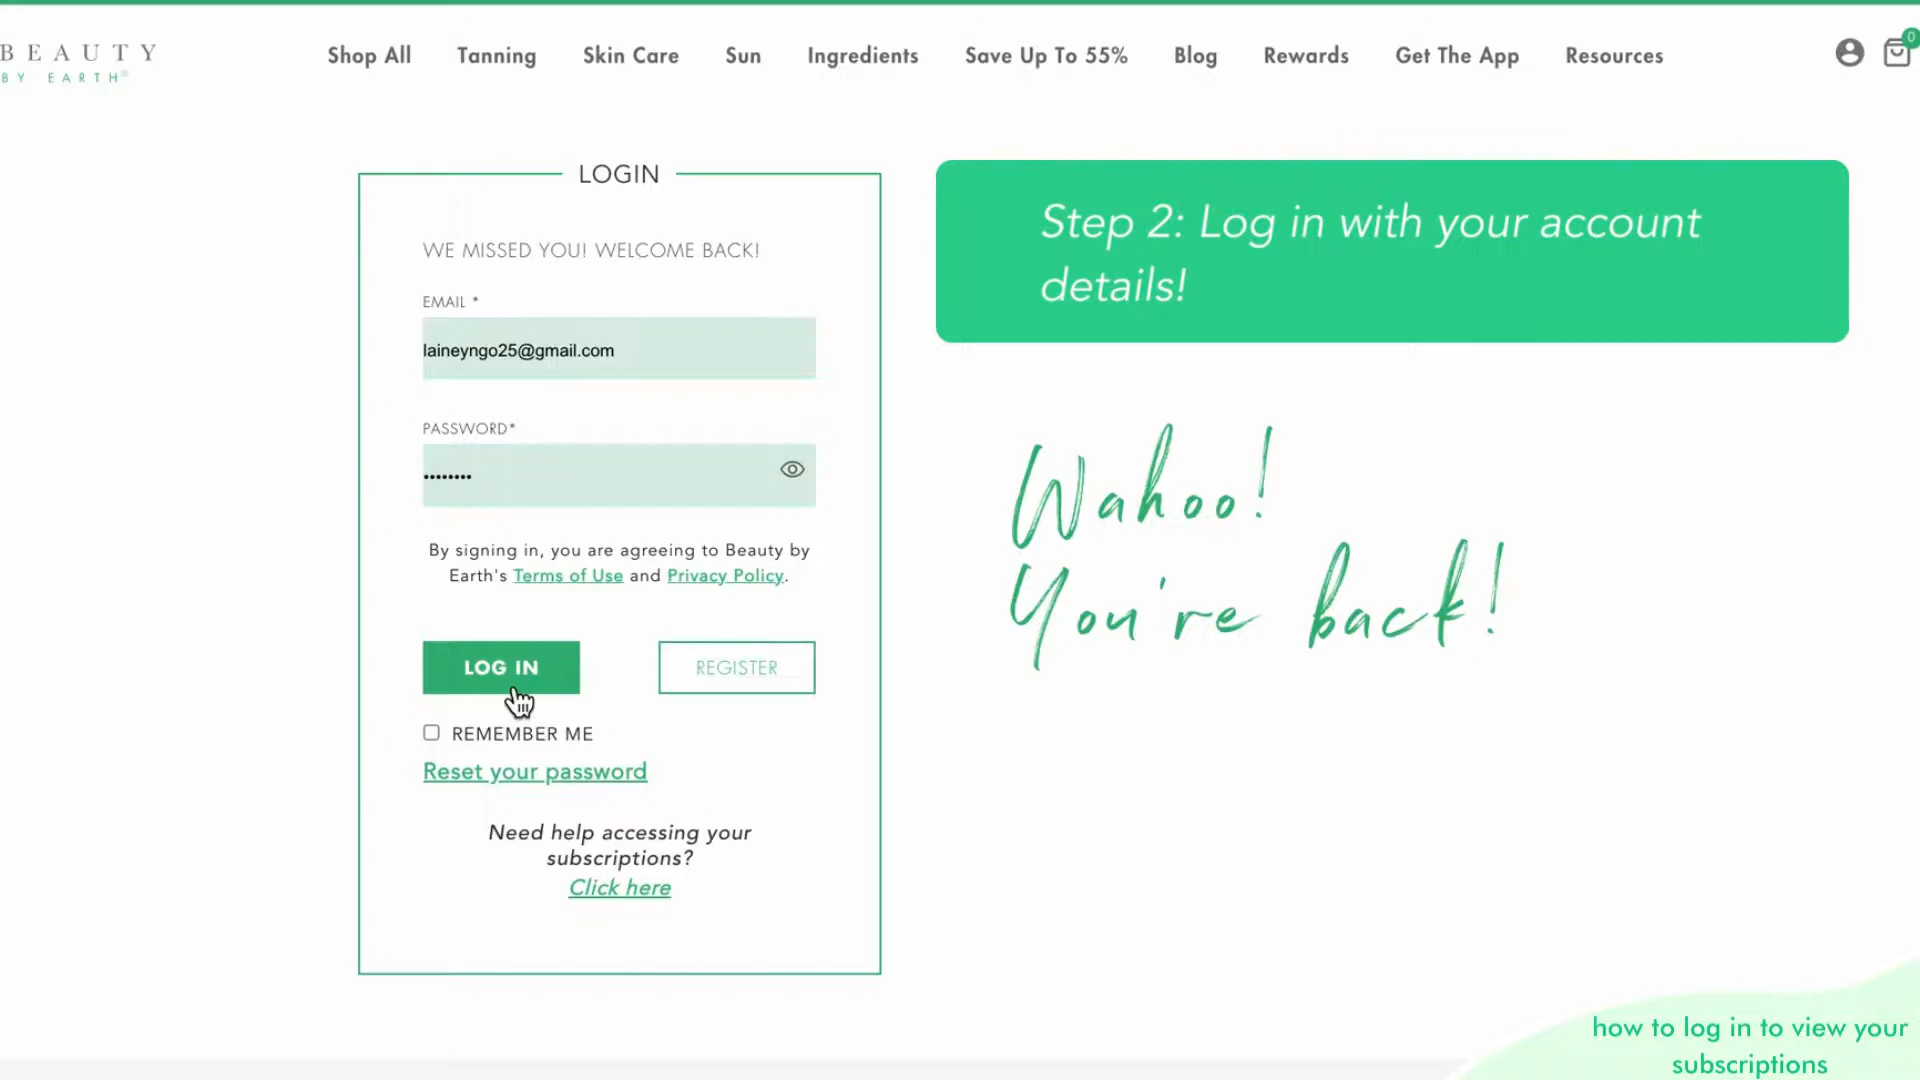 BEAUTY
BY EARTH®
Shop All Tanning Skin Care Sun Ingredients Save Up To 55% Blog Rewards Get The App Resources
0
LOGIN
WE MISSED YOU! WELCOME BACK!
EMAIL *
laineyngo25@gmail.com
PASSWORD*
••••••••
By signing in, you are agreeing to Beauty by
Earth's Terms of Use and Privacy Policy.
LOG IN
REGISTER
REMEMBER ME
Reset your password
Need help accessing your
subscriptions?
Click here
Step 2: Log in with your account
details!
Wahoo!
You're back!
how to log in to view your
subscriptions